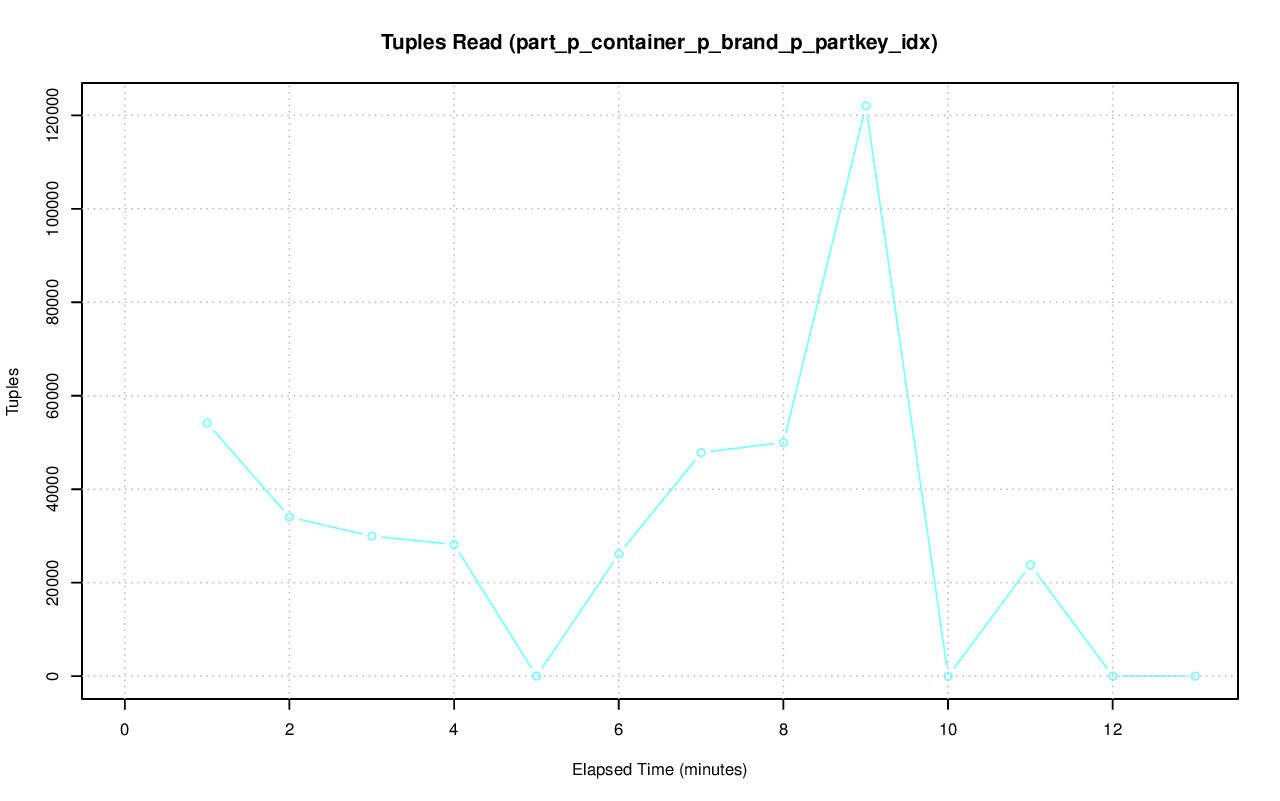 Tuples Read (part_p_container_p_brand_p_partkey_idx)
120000
100000
80000
60000
40000
20000
0
Tuples
0 2 4 6 8 10 12
Elapsed Time (minutes)